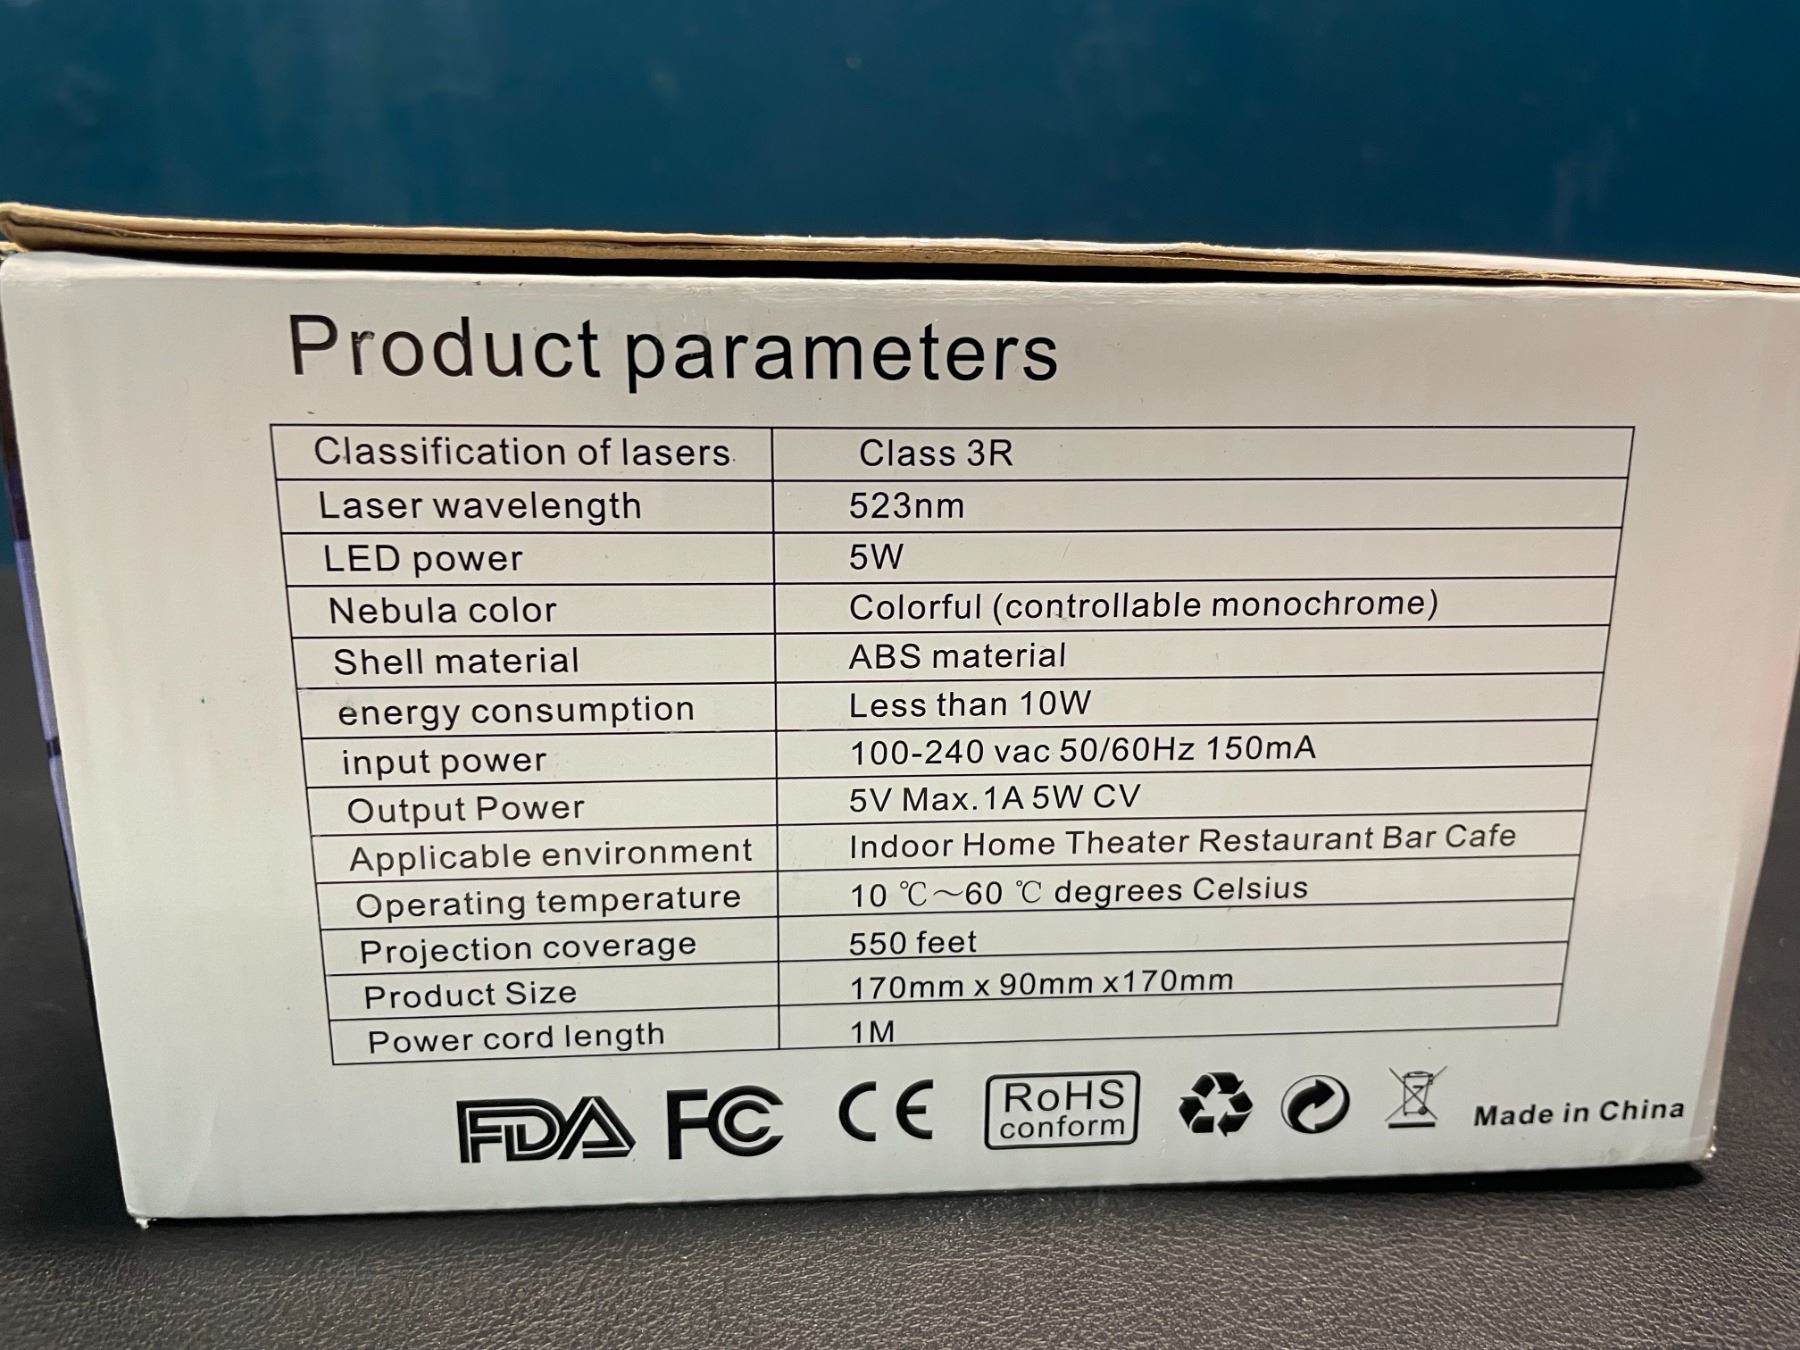 Product parameters
Classification of lasers. Class 3R
Laser wavelength 523nm
LED power 5W
Nebula color Colorful (controllable monochrome)
Shell material ABS material
energy consumption Less than 10W
input power 100-240 vac 50/60Hz 150mA
Output Power 5V Max.1A 5W CV
Applicable environment Indoor Home Theater Restaurant Bar Cafe
Operating temperature 10 ℃～60 ℃ degrees Celsius
Projection coverage 550 feet
Product Size 170mm x 90mm x170mm
Power cord length 1M
FDA FC CE RoHS
conform
Made in China